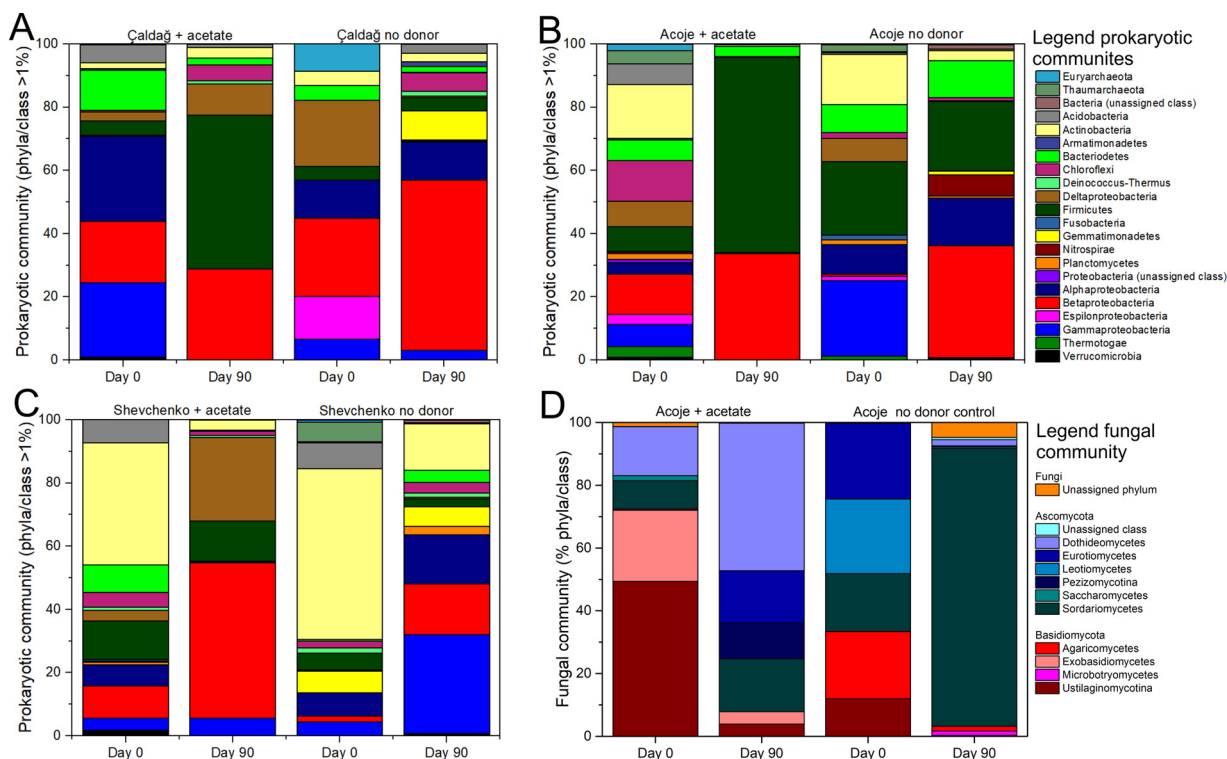 A
Çaldağ + acetate
Çaldağ no donor
Prokaryotic community (phyla/class >1%)
100
80
60
40
20
0
Day 0
Day 90
Day 0
Day 90
B
Acoje + acetate
Acoje no donor
Prokaryotic community (phyla/class >1%)
100
80
60
40
20
0
Day 0
Day 90
Day 0
Day 90
Legend prokaryotic
communites
Euryarchaeota
Thaumarchaeota
Bacteria (unassigned class)
Acidobacteria
Actinobacteria
Armatimonadetes
Bacteriodetes
Chloroflexi
Deinococcus-Thermus
Deltaproteobacteria
Firmicutes
Fusobacteria
Gemmatimonadetes
Nitrospirae
Planctomycetes
Proteobacteria (unassigned class)
Alphaproteobacteria
Betaproteobacteria
Espilonproteobacteria
Gammaproteobacteria
Thermotogae
Verrucomicrobia
C
Shevchenko + acetate
Shevchenko no donor
Prokaryotic community (phyla/class >1%)
100
80
60
40
20
0
Day 0
Day 90
Day 0
Day 90
D
Acoje + acetate
Acoje no donor control
Fungal community (% phyla/class)
100
80
60
40
20
0
Day 0
Day 90
Day 0
Day 90
Legend fungal
community
Fungi
Unassigned phylum
Ascomycota
Unassigned class
Dothideomycetes
Eurotiomycetes
Leotiomycetes
Pezizomycotina
Saccharomycetes
Sordariomycetes
Basidiomycota
Agaricomycetes
Exobasidiomycetes
Microbotryomycetes
Ustilaginomycotina